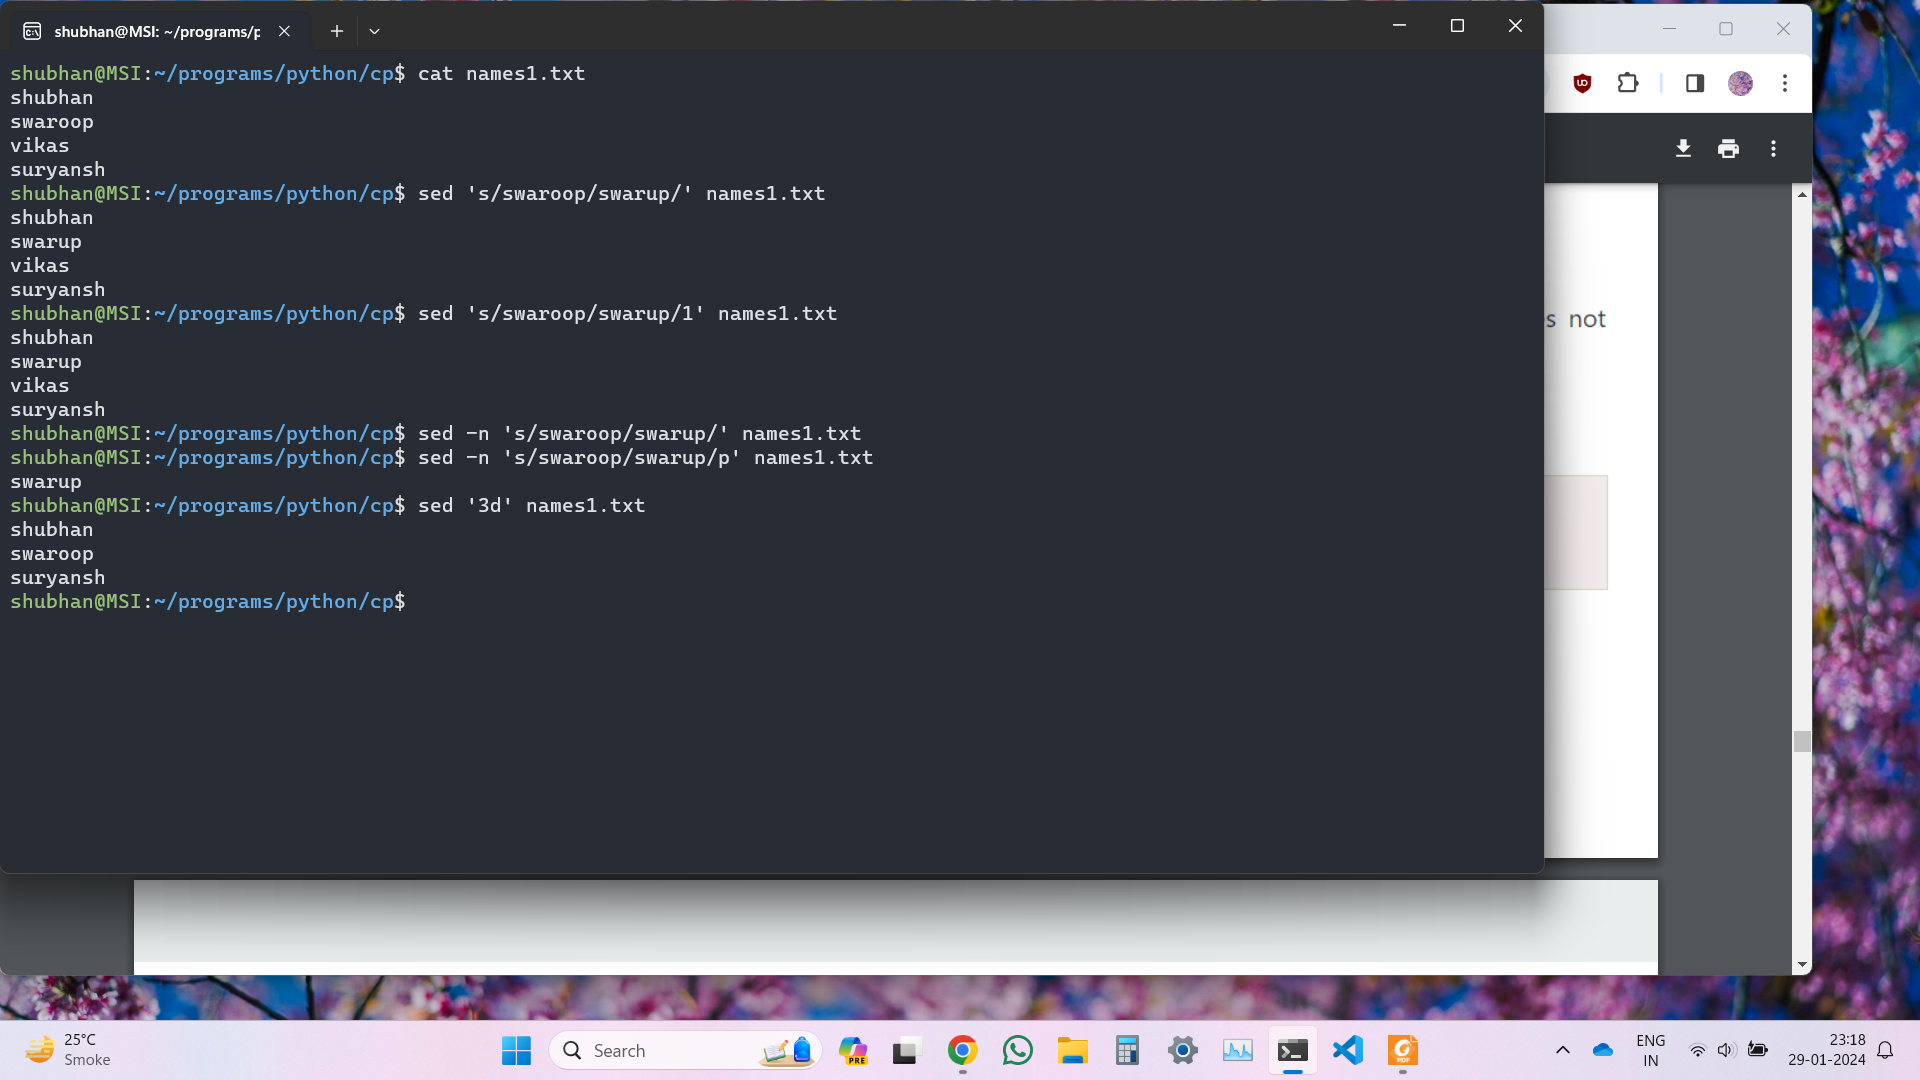 shubhan@MSI: ~/programs/p
shubhan@MSI:~/programs/python/cp$ cat names1.txt
shubhan
swaroop
vikas
suryansh
shubhan@MSI:~/programs/python/cp$ sed 's/swaroop/swarup/' names1.txt
shubhan
swarup
vikas
suryansh
shubhan@MSI:~/programs/python/cp$ sed 's/swaroop/swarup/1' names1.txt
shubhan
swarup
vikas
suryansh
shubhan@MSI:~/programs/python/cp$ sed -n 's/swaroop/swarup/' names1.txt
shubhan@MSI:~/programs/python/cp$ sed -n 's/swaroop/swarup/p' names1.txt
swarup
shubhan@MSI:~/programs/python/cp$ sed '3d' names1.txt
shubhan
swaroop
suryansh
shubhan@MSI:~/programs/python/cp$
not
25°C
Smoke
Search
PRE
ENG
IN
23:18
29-01-2024